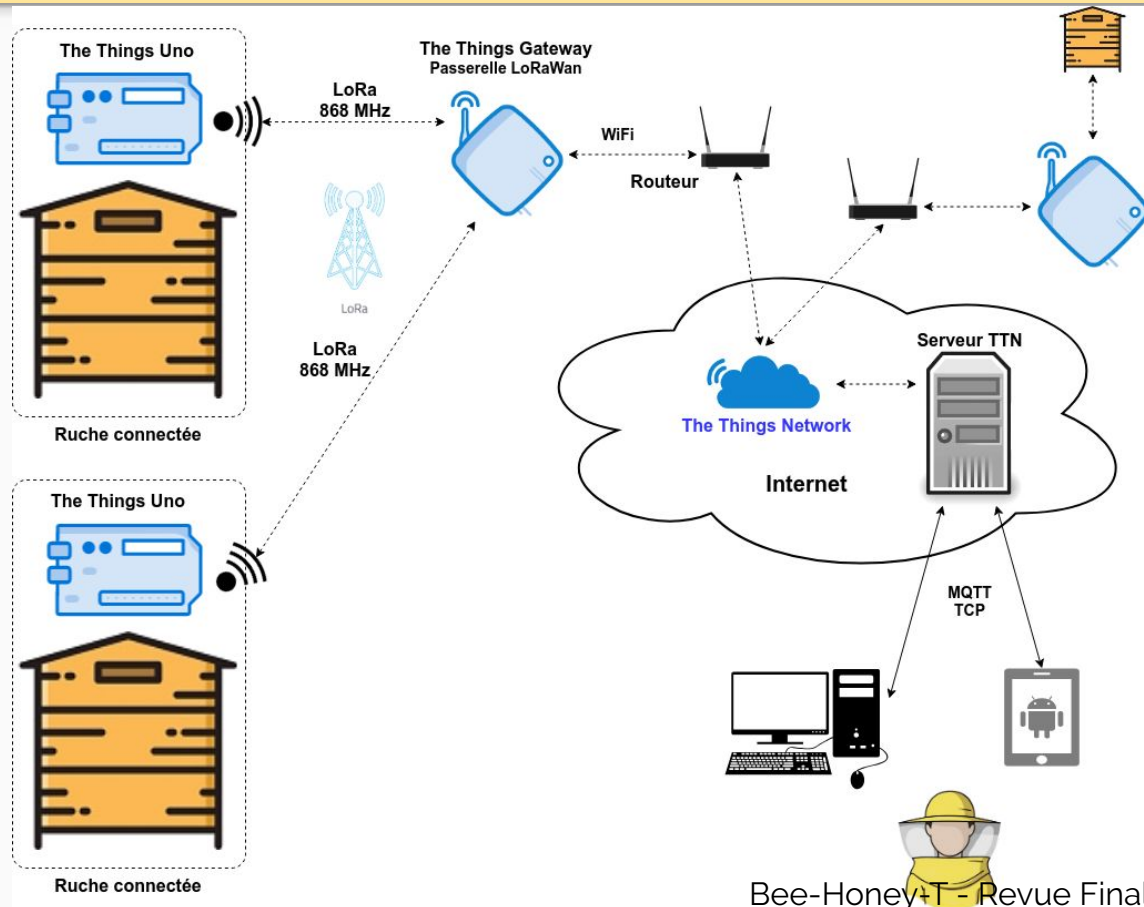 The Things Uno
LoRa
868 MHz
The Things Gateway
Passerelle LoRaWan
WiFi
Routeur
LoRa
LoRa
868 MHz
Ruche connectée
Serveur TTN
The Things Network
Internet
The Things Uno
MQTT
TCP
Ruche connectée
Bee-Honey-T - Revue Final